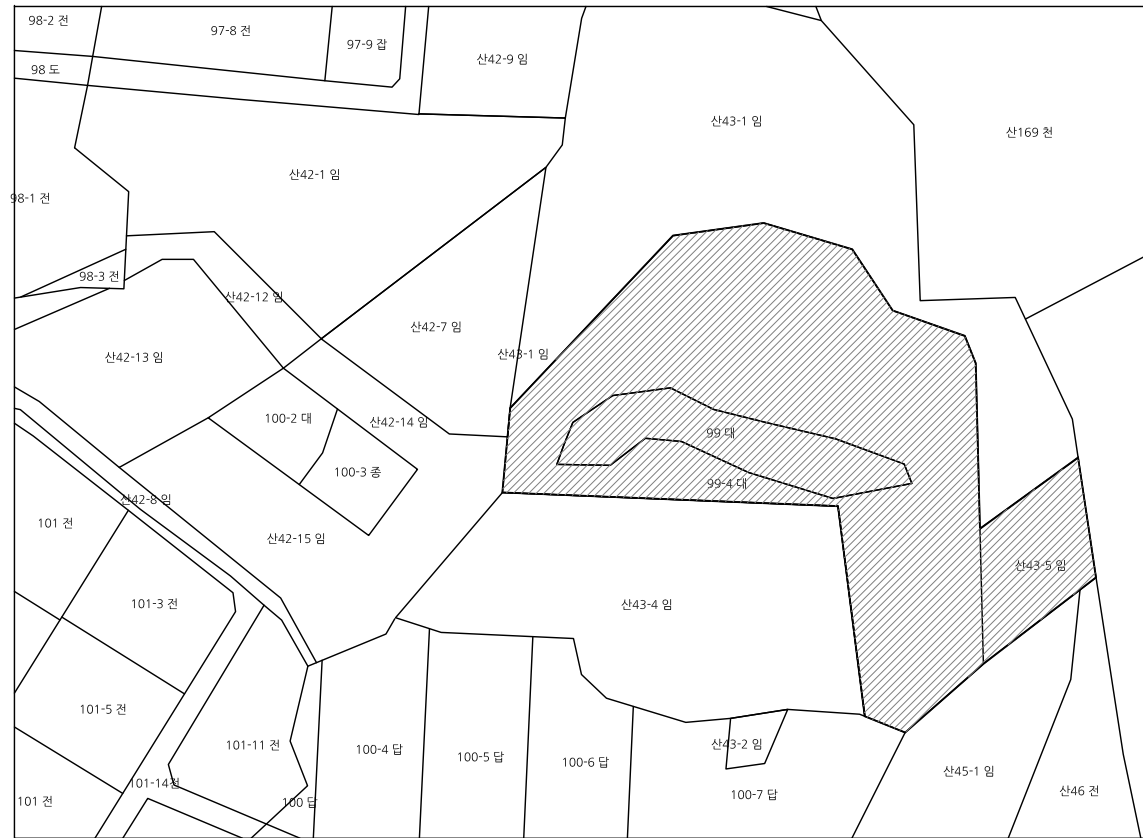 98-2 전
97-8 전
97-9 잡
98 도
산42-9 임
산43-1 임
산169 천
산42-1 임
98-1 전
98-3 전
산42-12 임
산42-7 임
산43-1 임
산42-13 임
100-2 대
산42-14 임
99 대
100-3 종
99-4 대
산42-8 임
101 전
산42-15 임
산43-5 임
101-3 전
산43-4 임
101-5 전
101-11 전
100-4 답
100-5 답
100-6 답
산43-2 임
산45-1 임
101-14전
산46 전
100-7 답
101 전
100 답